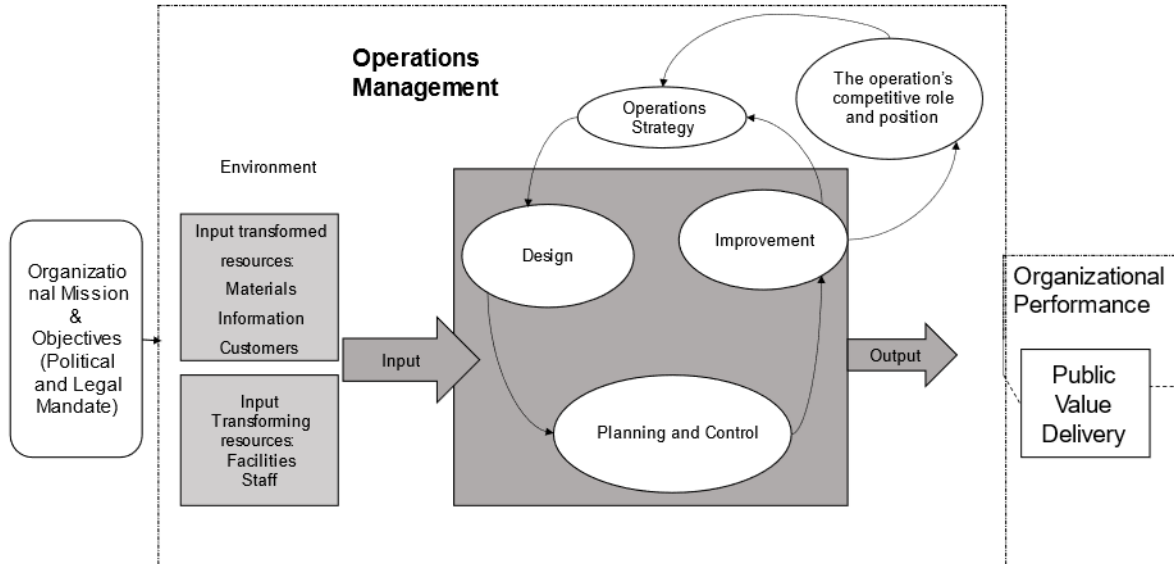 Operations
Management
The operation's
competitive role
and position
Operations
Strategy
Environment
Input transformed
resources:
Materials
Information
Customers
Input
Transforming
resources:
Facilities
Staff
Organizatio
nal Mission
&
Objectives
(Political
and Legal
Mandate)
Input
Design
Improvement
Planning and Control
Output
Organizational
Performance
Public
Value
Delivery